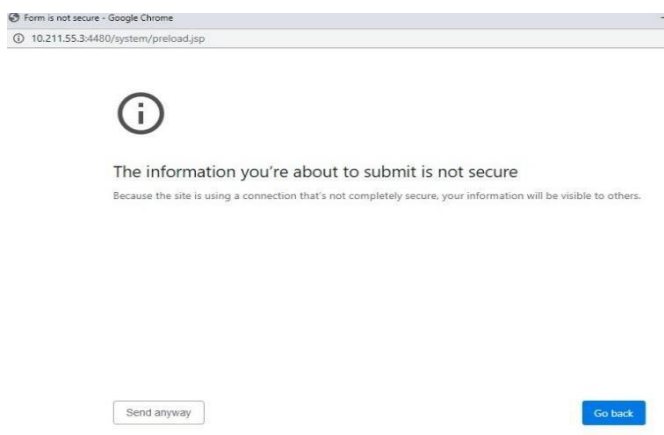 Form is not secure - Google Chrome
10.211.55.3:4480/system/preload.jsp
The information you're about to submit is not secure
Because the site is using a connection that's not completely secure, your information will be visible to others.
Send anyway
Go back